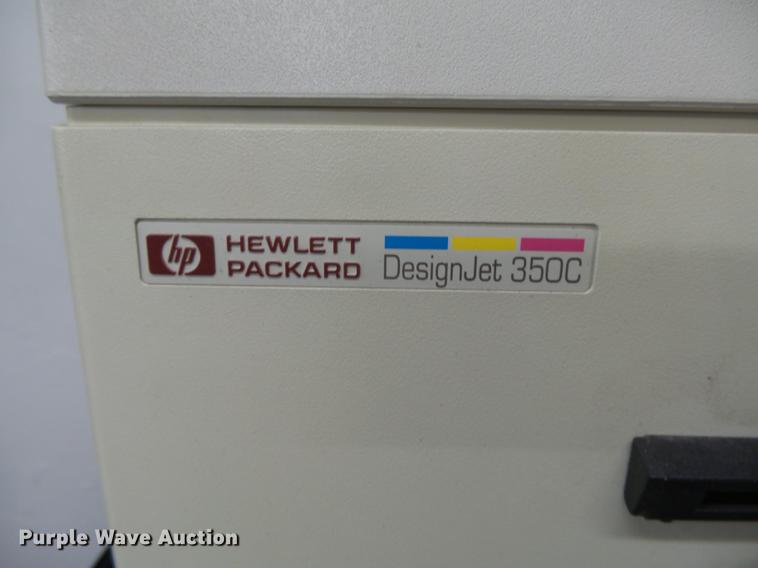 hp HEWLETT PACKARD
DesignJet 350C
Purple Wave Auction